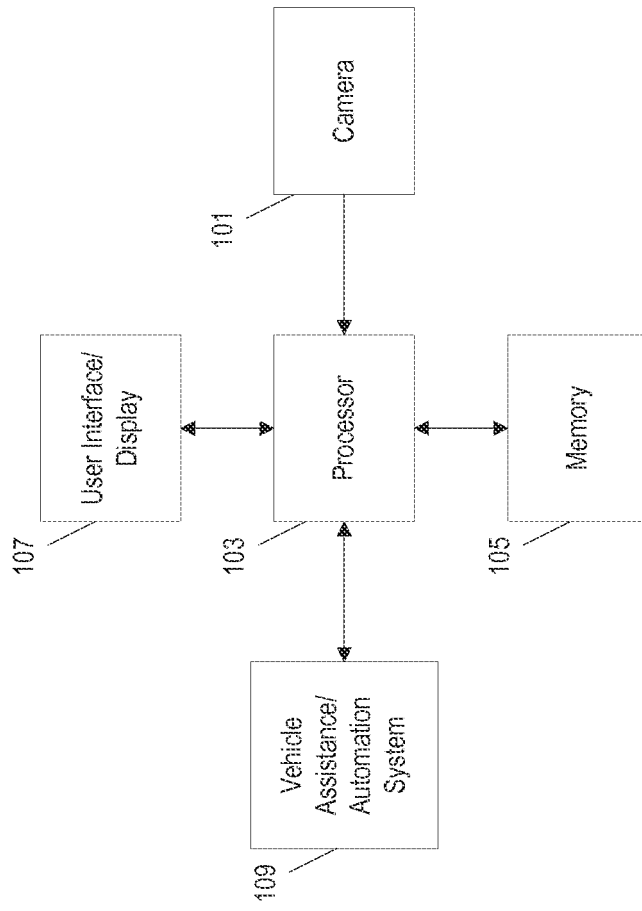 101
Camera
107
User Interface/
Display
103
Processor
105
Memory
109
Vehicle
Assistance/
Automation
System